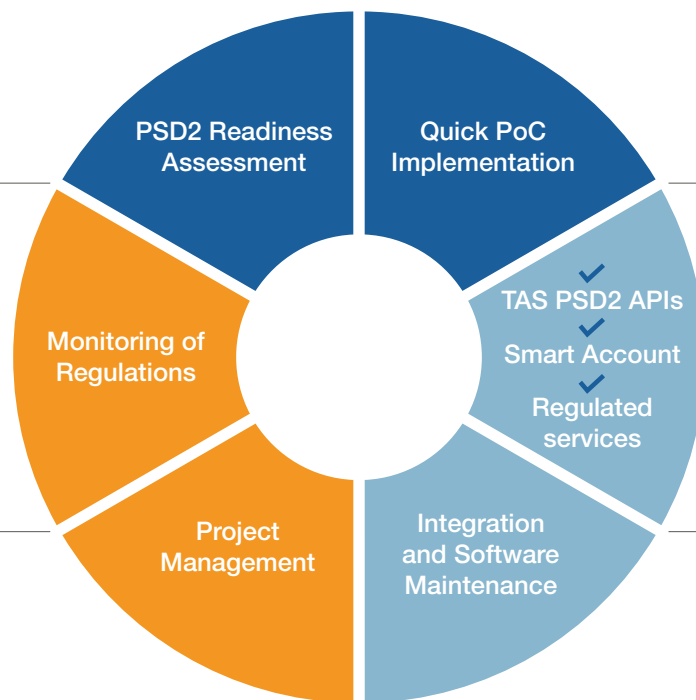 PSD2 Readiness
Assessment
Quick PoC
Implementation
TAS PSD2 APIs
Smart Account
Regulated
services
Integration
and Software
Maintenance
Project
Management
Monitoring of
Regulations